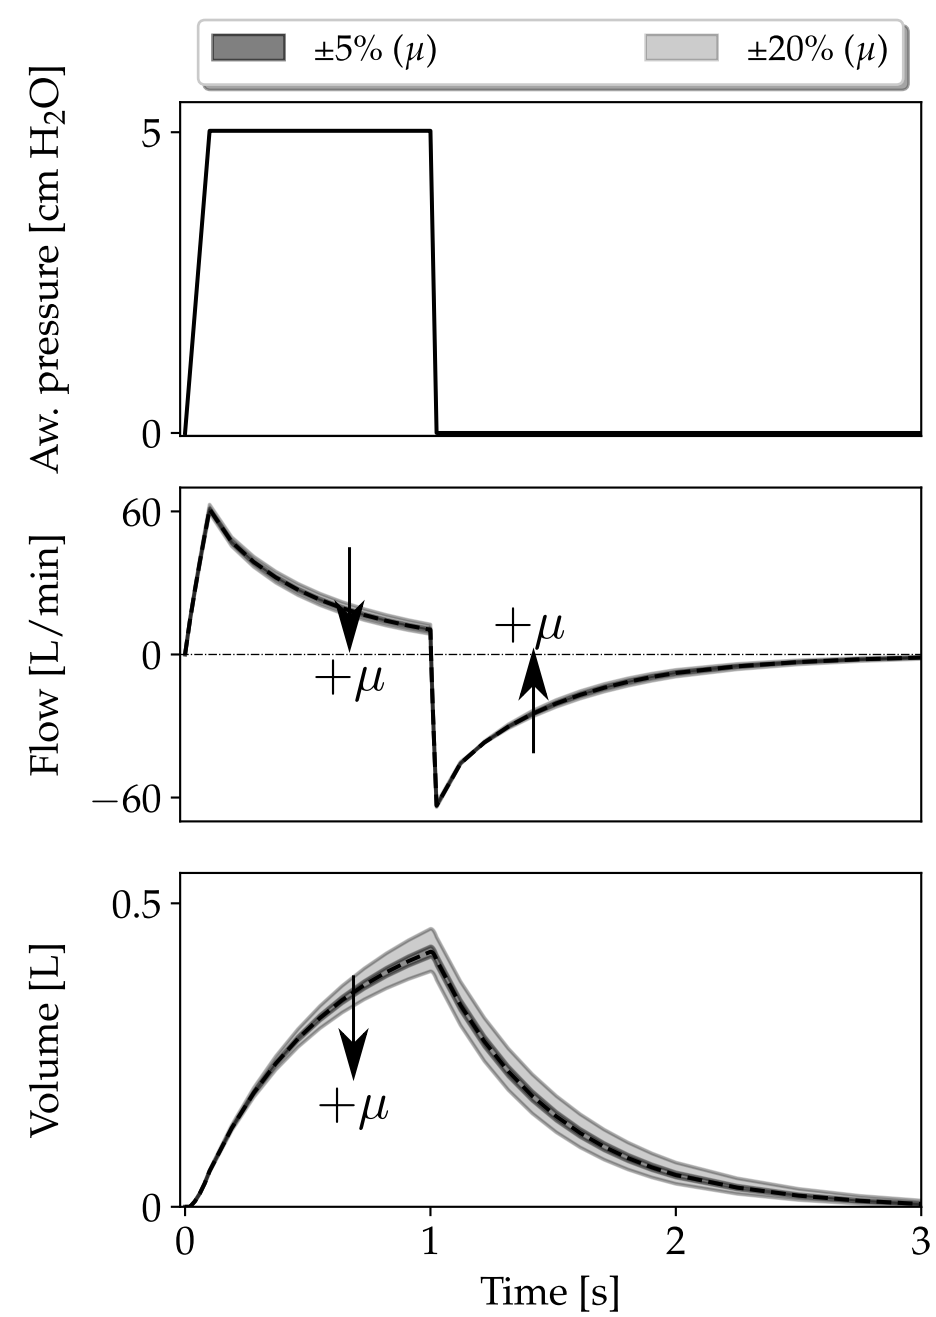 ±5% (μ) ±20% (μ)
Aw. pressure [cm H₂O]
5
0
Flow [L/min]
60
0
−60
+μ
+μ
Volume [L]
0.5
0
+μ
0 1 2 3
Time [s]